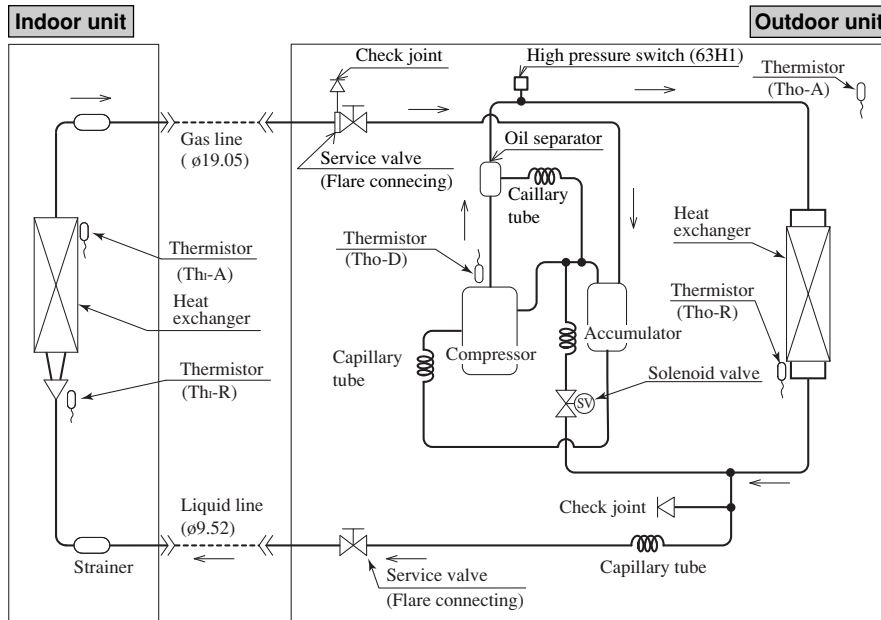 Indoor unit
Outdoor unit
Check joint
High pressure switch (63H1)
Thermistor
(Tho-A)
Gas line
( ø19.05)
Service valve
(Flare connecing)
Oil separator
Caillary
tube
Thermistor
(Tho-D)
Heat
exchanger
Thermistor
(ThI-A)
Heat
exchanger
Thermistor
(Tho-R)
Compressor
Accumulator
Capillary
tube
Thermistor
(ThI-R)
Solenoid valve
SV
Liquid line
(ø9.52)
Check joint
Strainer
Service valve
(Flare connecting)
Capillary tube